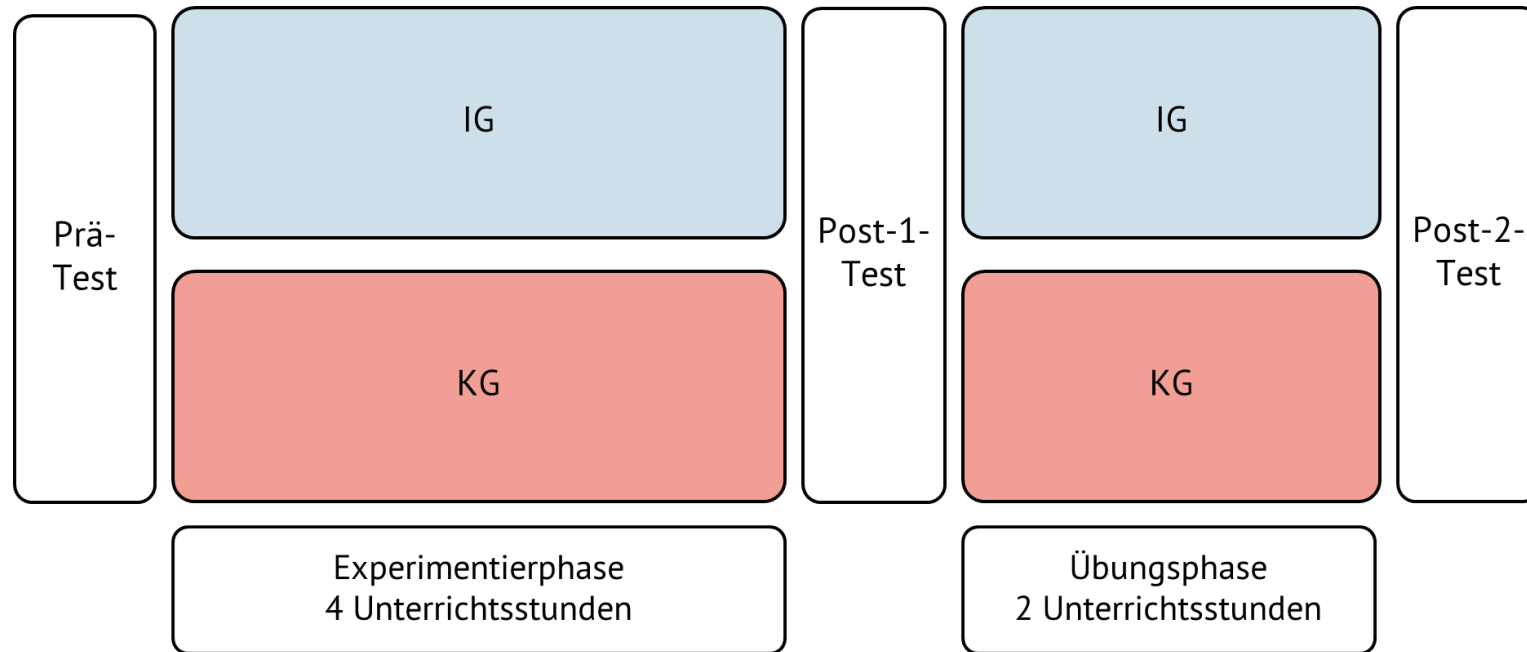 Prä-
Test
IG
KG
Experimentierphase
4 Unterrichtsstunden
Post-1-
Test
IG
KG
Übungsphase
2 Unterrichtsstunden
Post-2-
Test